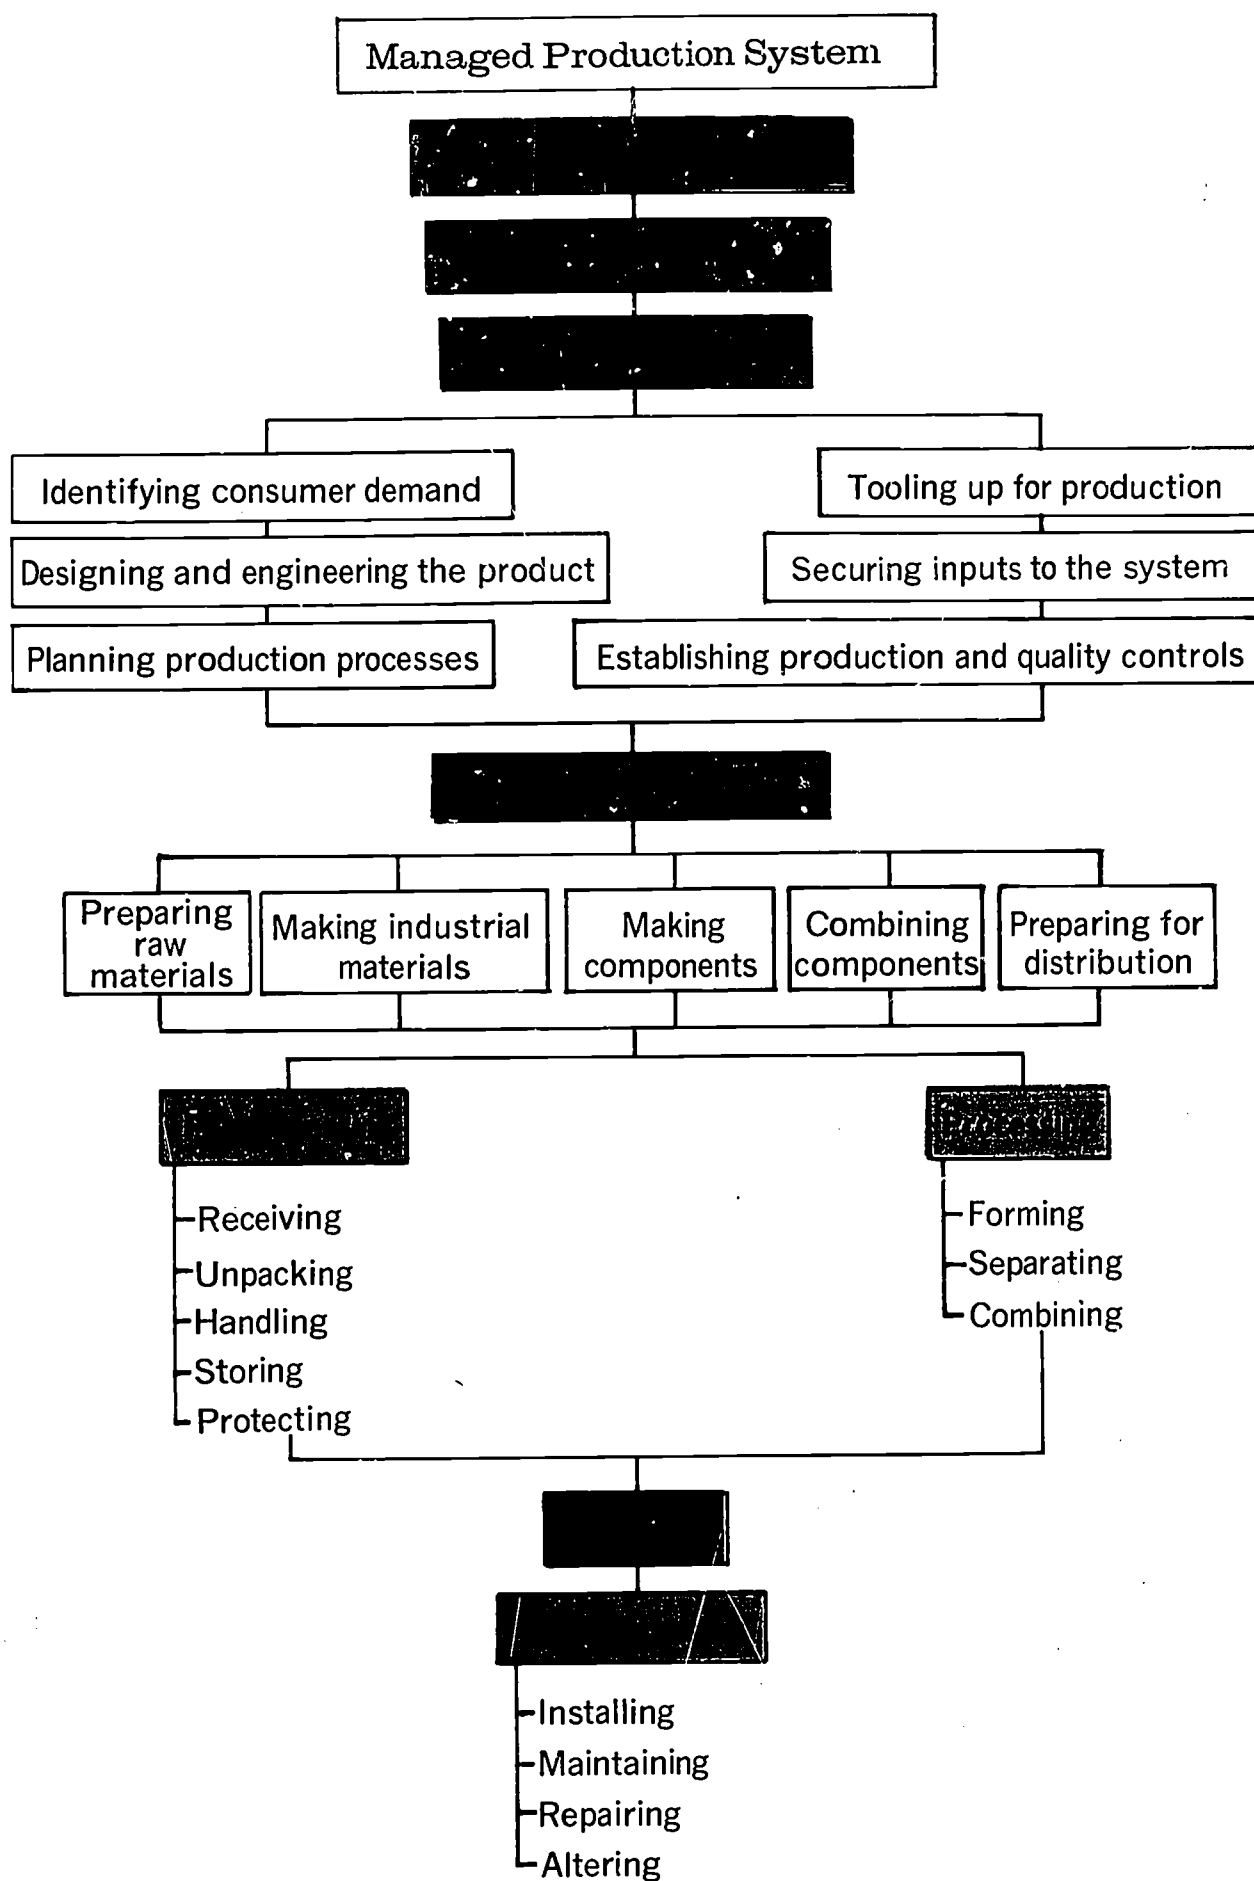 Managed Production System
Identifying consumer demand
Tooling up for production
Designing and engineering the product
Securing inputs to the system
Planning production processes
Establishing production and quality controls
Preparing
raw
materials
Making industrial
materials
Making
components
Combining
components
Preparing for
distribution
Processing
Receiving
Unpacking
Handling
Storing
Protecting
Forming
Separating
Combining
Installing
Maintaining
Repairing
Altering